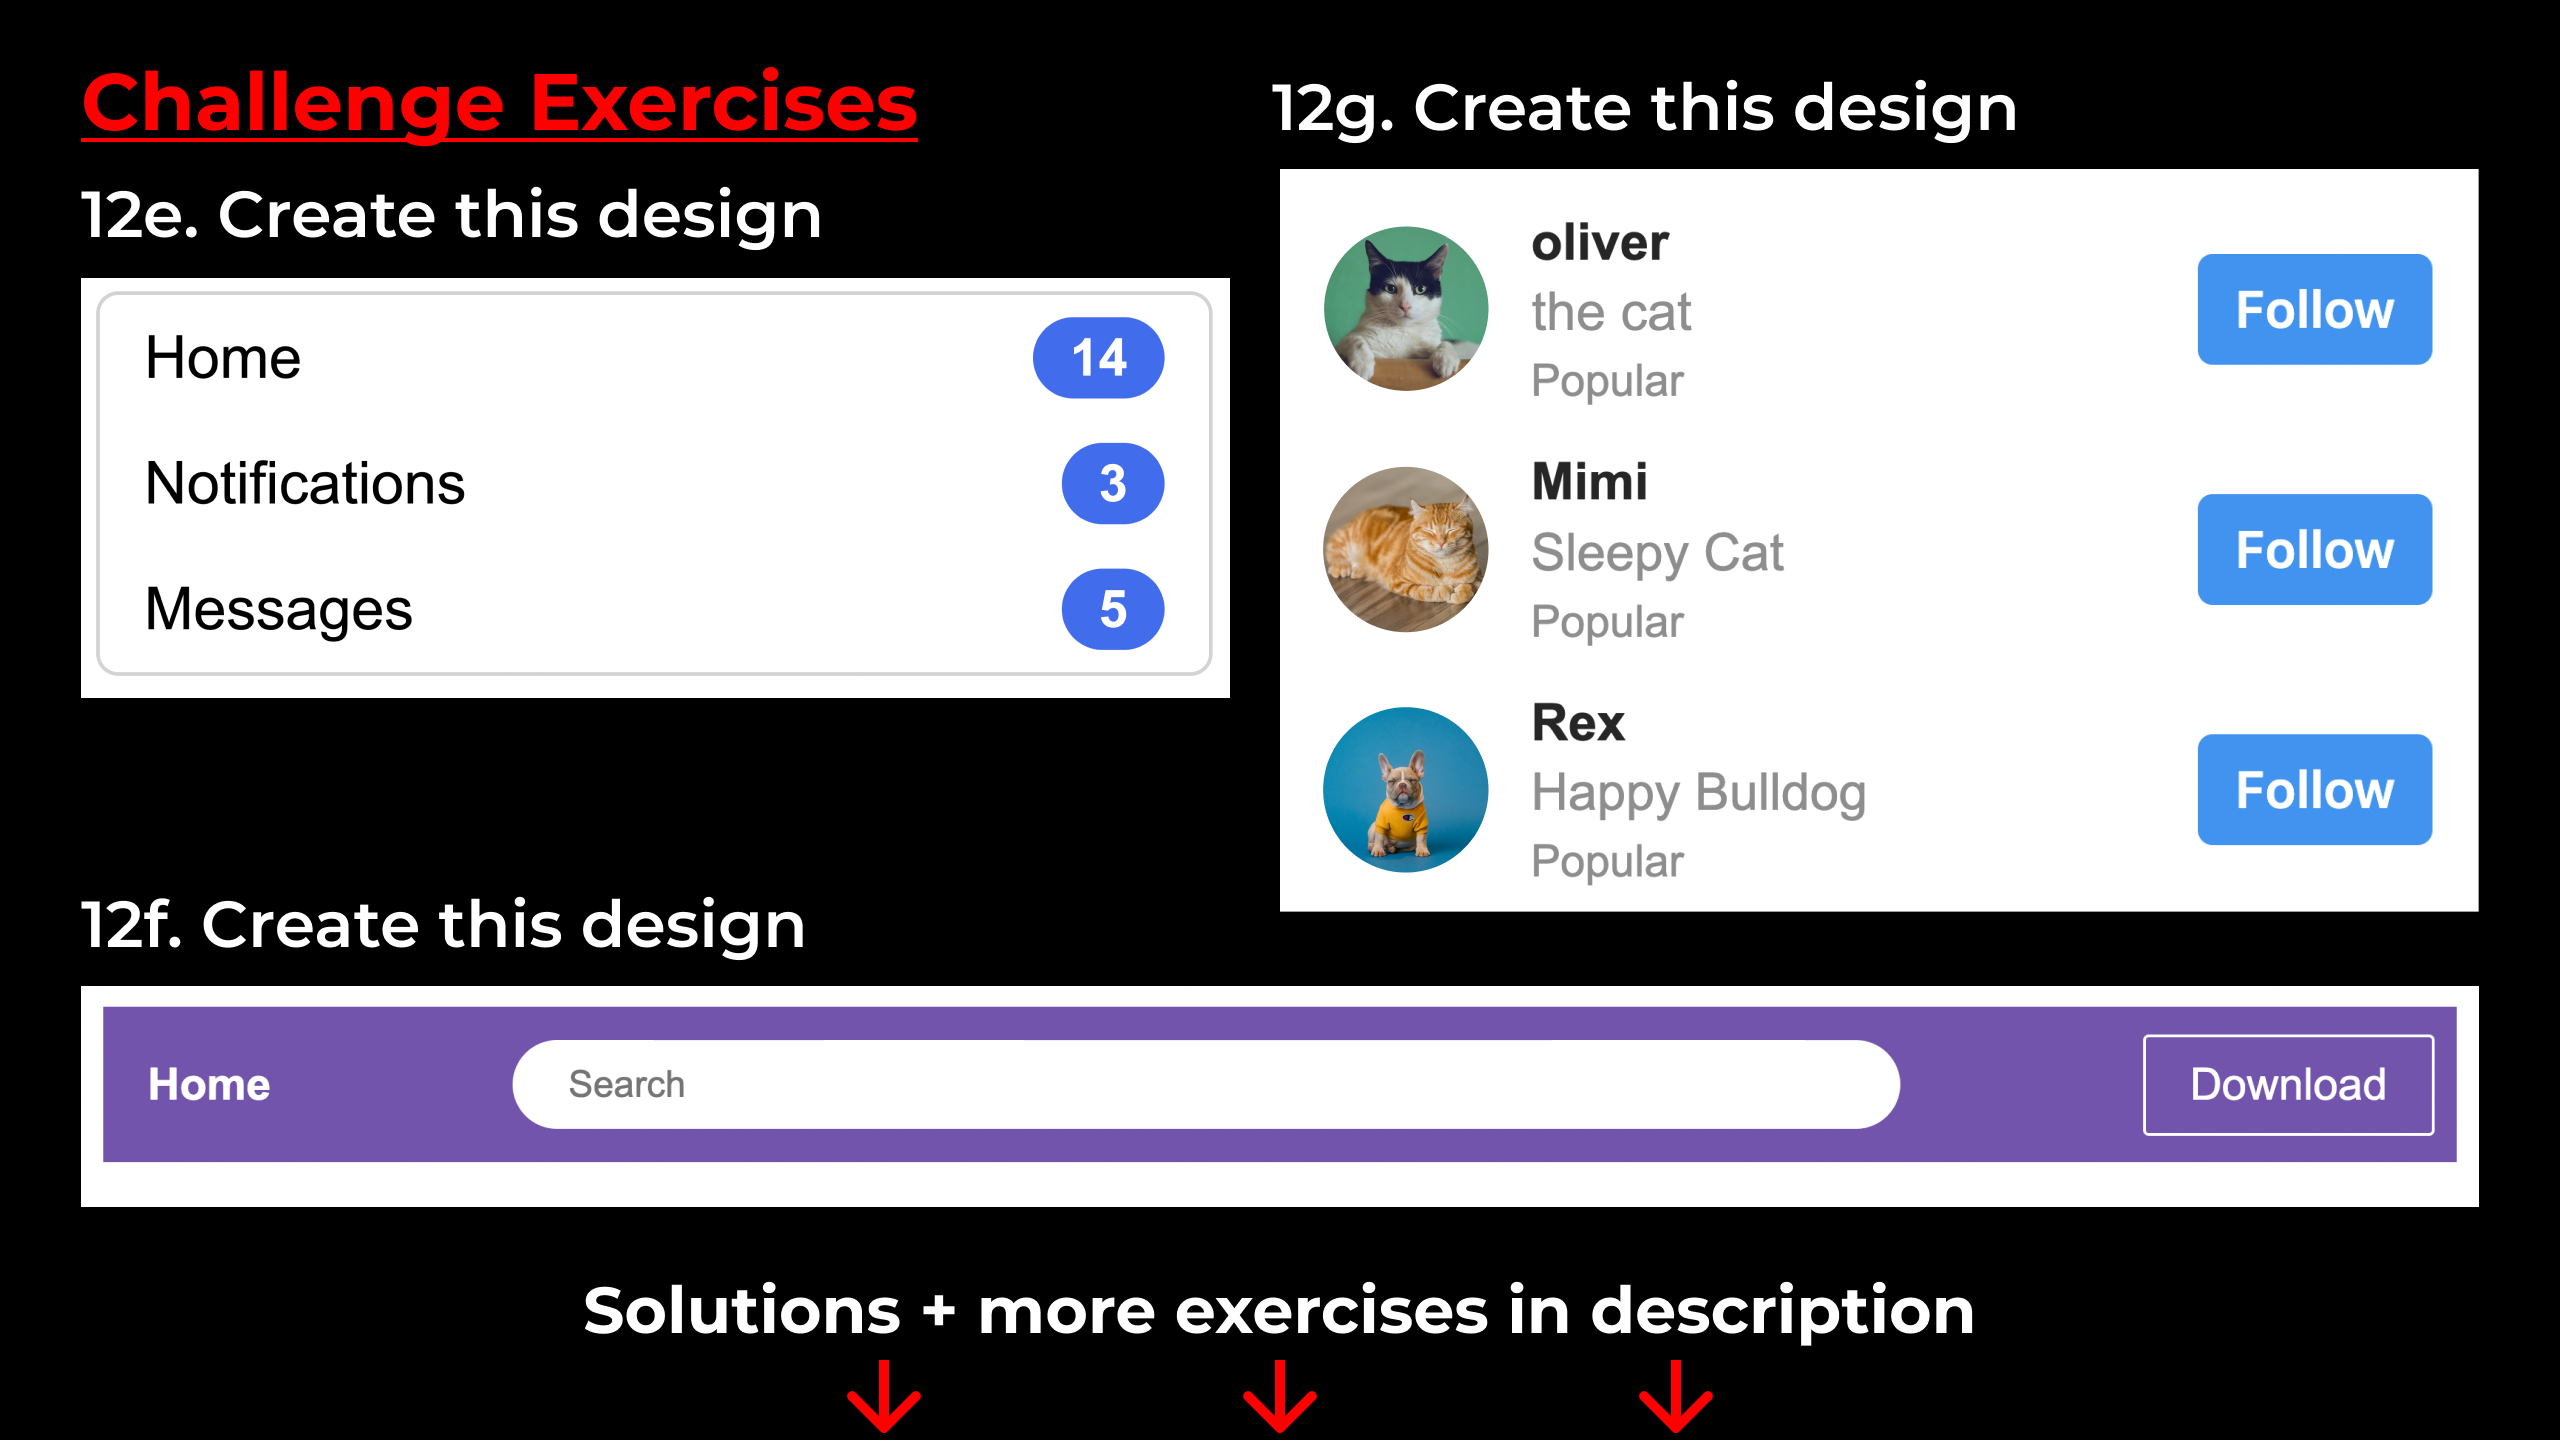 Challenge Exercises
12e. Create this design
Home 14
Notifications 3
Messages 5
12g. Create this design
oliver
the cat
Popular
Follow
Mimi
Sleepy Cat
Popular
Follow
Rex
Happy Bulldog
Popular
Follow
12f. Create this design
Home Search Download
Solutions + more exercises in description